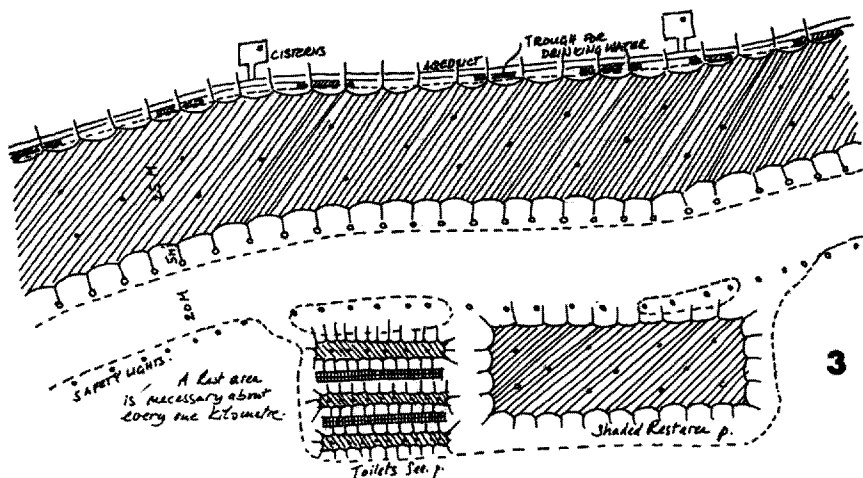 CISTERNS
AQEDUCT
TROUGH FOR
DRINKING WATER
25M
5M
20M
SAFETY LIGHTS
A Rest area
is necessary about
every one Kilometre.
Toilets See. p.
Shaded Rest area p.
3